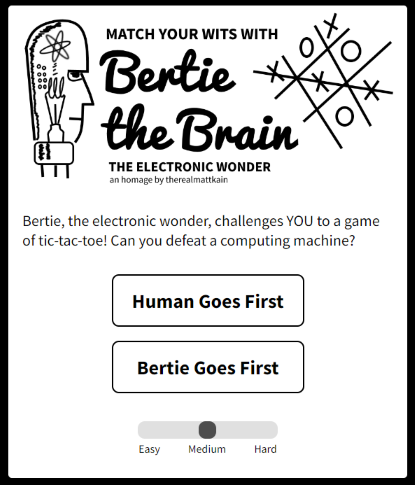 MATCH YOUR WITS WITH
Bertie
the Brain
THE ELECTRONIC WONDER
an homage by therealmattkain
Bertie, the electronic wonder, challenges YOU to a game
of tic-tac-toe! Can you defeat a computing machine?
Human Goes First
Bertie Goes First
Easy Medium Hard